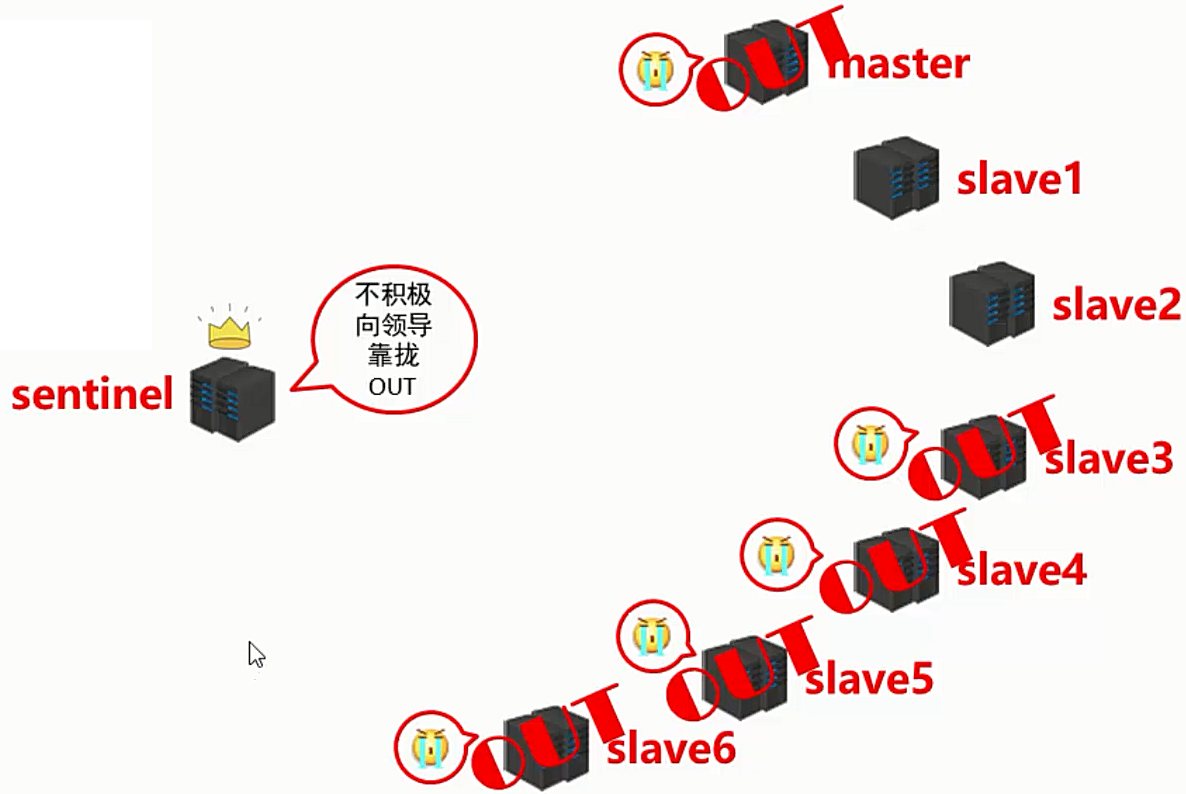 OUT
master
slave1
slave2
不积极
向领导
靠拢
OUT
sentinel
OUT
slave3
OUT
slave4
OUT
slave5
OUT
slave6